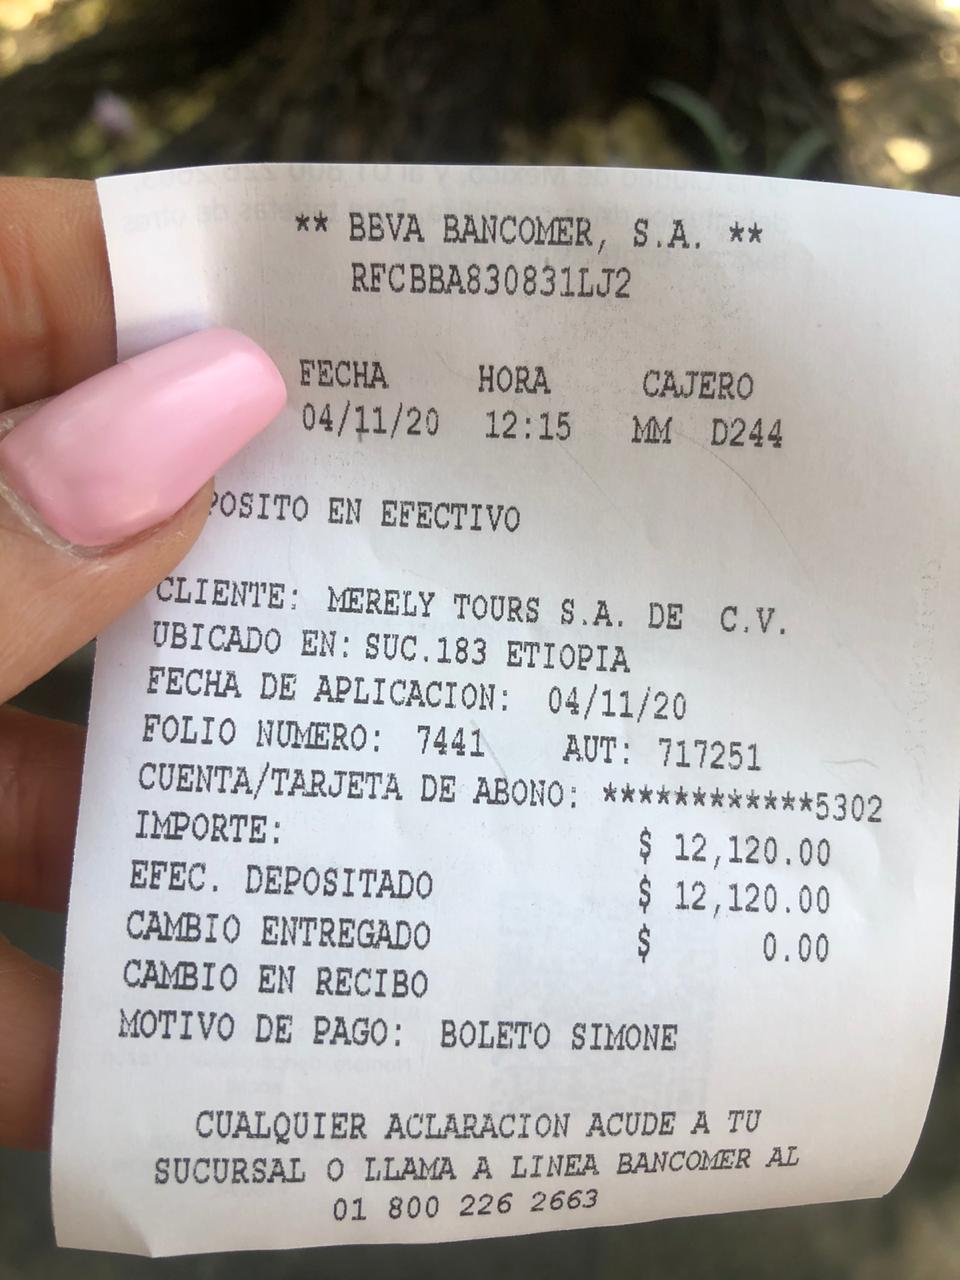 ** BBVA BANCOMER, S.A. **
RFCBBA830831LJ2
FECHA HORA CAJERO
04/11/20 12:15 MM D244
POSITO EN EFECTIVO
CLIENTE: MERELY TOURS S.A. DE C.V.
UBICADO EN: SUC.183 ETIOPIA
FECHA DE APLICACION: 04/11/20
FOLIO NUMERO: 7441 AUT: 717251
CUENTA/TARJETA DE ABONO: ************5302
IMPORTE: $ 12,120.00
EFEC. DEPOSITADO $ 12,120.00
CAMBIO ENTREGADO $ 0.00
CAMBIO EN RECIBO
MOTIVO DE PAGO: BOLETO SIMONE
CUALQUIER ACLARACION ACUDE A TU
SUCURSAL O LLAMA A LINEA BANCOMER AL
01 800 226 2663